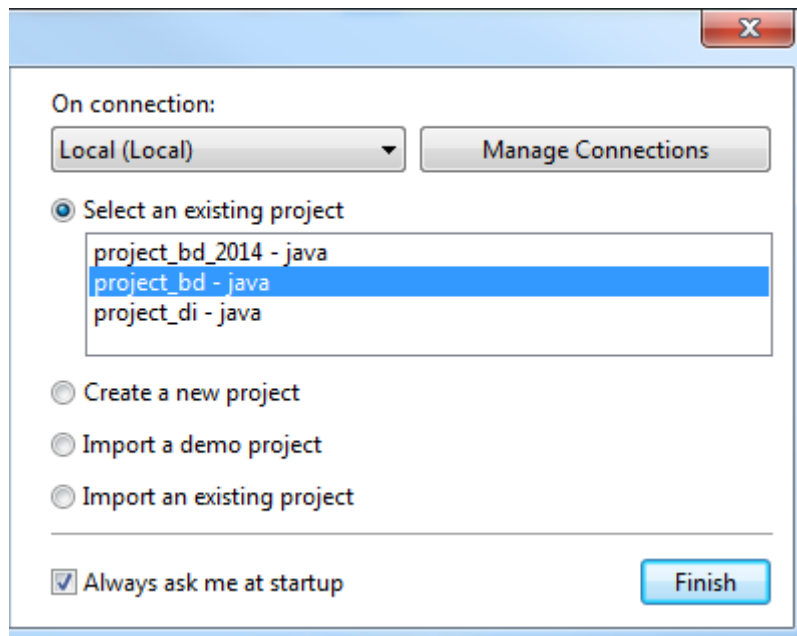 On connection:
Local (Local) Manage Connections
Select an existing project
project_bd_2014 - java
project_bd - java
project_di - java
Create a new project
Import a demo project
Import an existing project
Always ask me at startup Finish